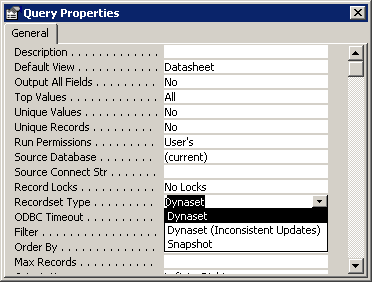 Query Properties
General
Description . . . . . . . . . . . . .
Default View . . . . . . . . . . . . Datasheet
Output All Fields . . . . . . . . . No
Top Values . . . . . . . . . . . . . All
Unique Values . . . . . . . . . . . No
Unique Records . . . . . . . . . . No
Run Permissions . . . . . . . . . . User's
Source Database . . . . . . . . . (current)
Source Connect Str . . . . . . .
Record Locks . . . . . . . . . . . . No Locks
Recordset Type . . . . . . . . . . Dynaset
ODBC Timeout . . . . . . . . . . . Dynaset
Filter . . . . . . . . . . . . . . . . . Dynaset (Inconsistent Updates)
Order By . . . . . . . . . . . . . . Snapshot
Max Records . . . . . . . . . . . .